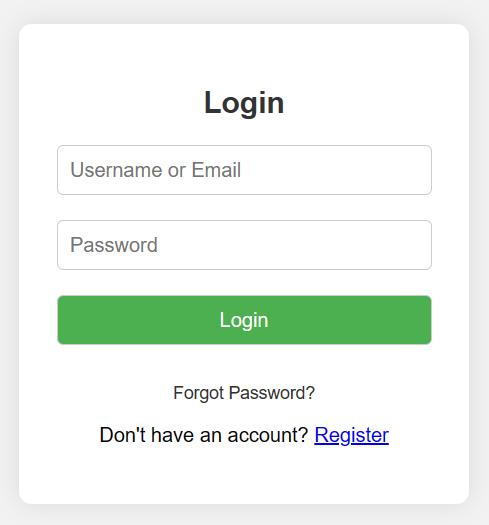 Login
Username or Email
Password
Login
Forgot Password?
Don't have an account? Register